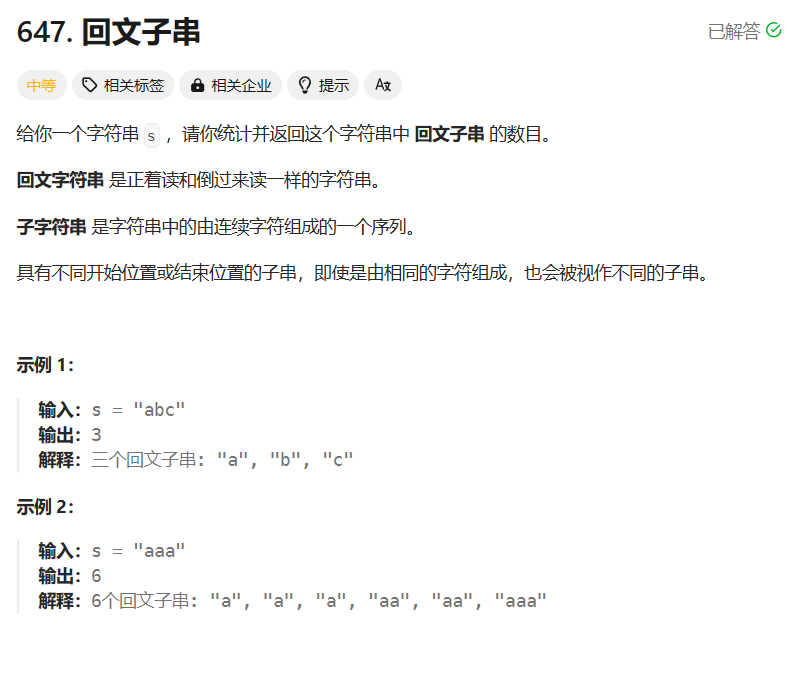 647. 回文子串
已解答
中等 相关标签 相关企业 提示 Az
给你一个字符串 s ，请你统计并返回这个字符串中 回文子串 的数目。
回文字符串 是正着读和倒过来读一样的字符串。
子字符串 是字符串中的由连续字符组成的一个序列。
具有不同开始位置或结束位置的子串，即使是由相同的字符组成，也会被视作不同的子串。
示例 1：
输入：s = "abc"
输出：3
解释：三个回文子串: "a", "b", "c"
示例 2：
输入：s = "aaa"
输出：6
解释：6个回文子串: "a", "a", "a", "aa", "aa", "aaa"